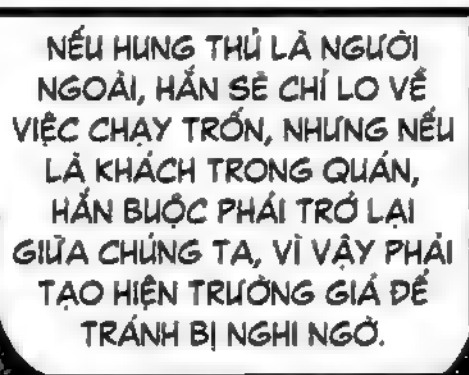 NẾU HUNG THỦ LÀ NGƯỜI
NGOÀI, HẮN SẼ CHỈ LO VỀ
VIỆC CHẠY TRỐN, NHƯNG NẾU
LÀ KHÁCH TRONG QUÁN,
HẮN BUỘC PHẢI TRỞ LẠI
GIỮA CHÚNG TA, VÌ VẬY PHẢI
TẠO HIỆN TRƯỜNG GIẢ ĐỂ
TRÁNH BỊ NGHI NGỜ.